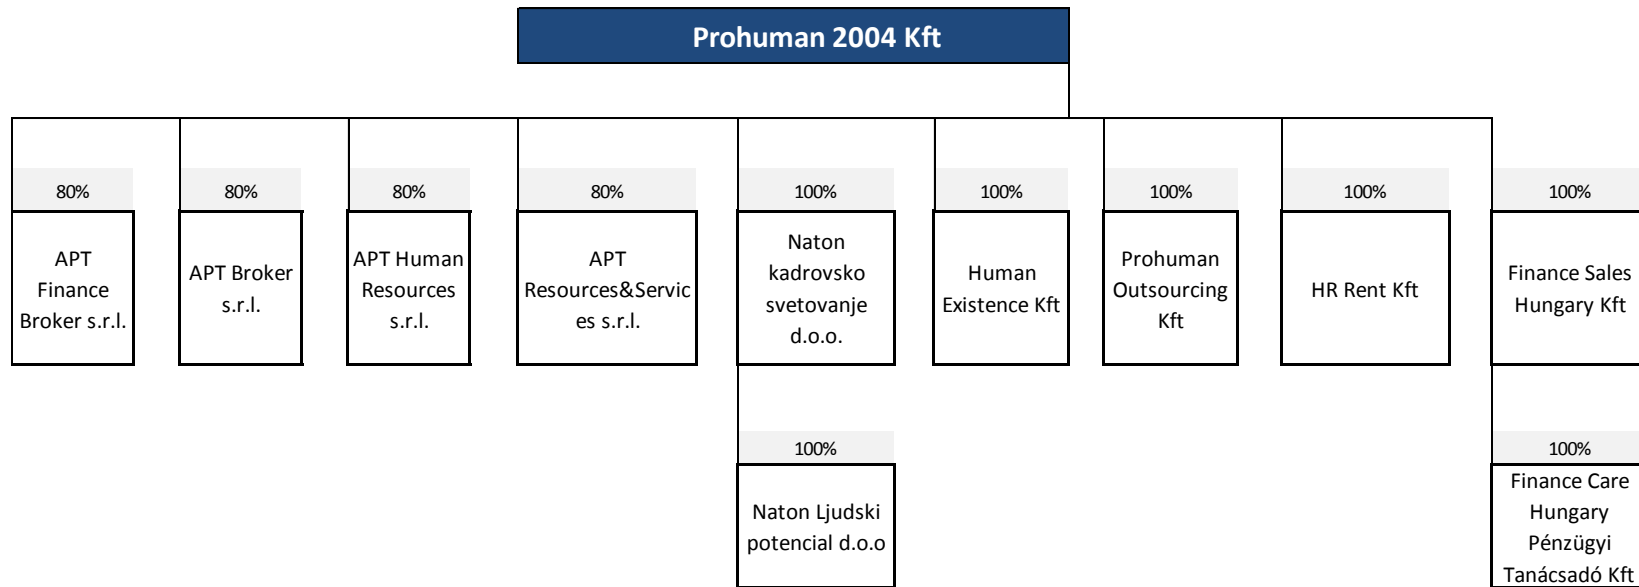 Prohuman 2004 Kft
80%
80%
80%
80%
100%
100%
100%
100%
100%
APT
Finance
Broker s.r.l.
APT Broker
s.r.l.
APT Human
Resources
s.r.l.
APT
Resources&Servic
es s.r.l.
Naton
kadrovsko
svetovanje
d.o.o.
Human
Existence Kft
Prohuman
Outsourcing
Kft
HR Rent Kft
Finance Sales
Hungary Kft
100%
100%
Naton Ljudski
potencial d.o.o
Finance Care
Hungary
Pénzügyi
Tanácsadó Kft